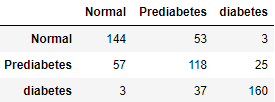 Normal Prediabetes diabetes
Normal 144 53 3
Prediabetes 57 118 25
diabetes 3 37 160